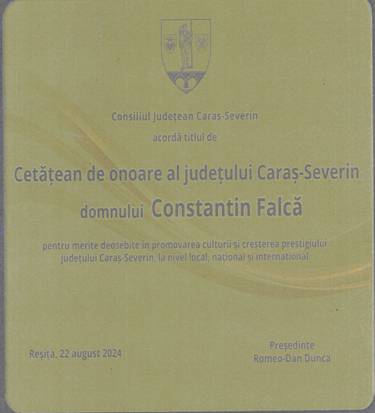 Consiliul Județean Caraș-Severin
acordă titlul de
Cetățean de onoare al județului Caraș-Severin
domnului Constantin Falcă
pentru merite deosebite în promovarea culturii și creșterea prestigiului
județului Caraș-Severin, la nivel local, național și internațional
Reșița, 22 august 2024
Președinte
Romeo-Dan Dunca